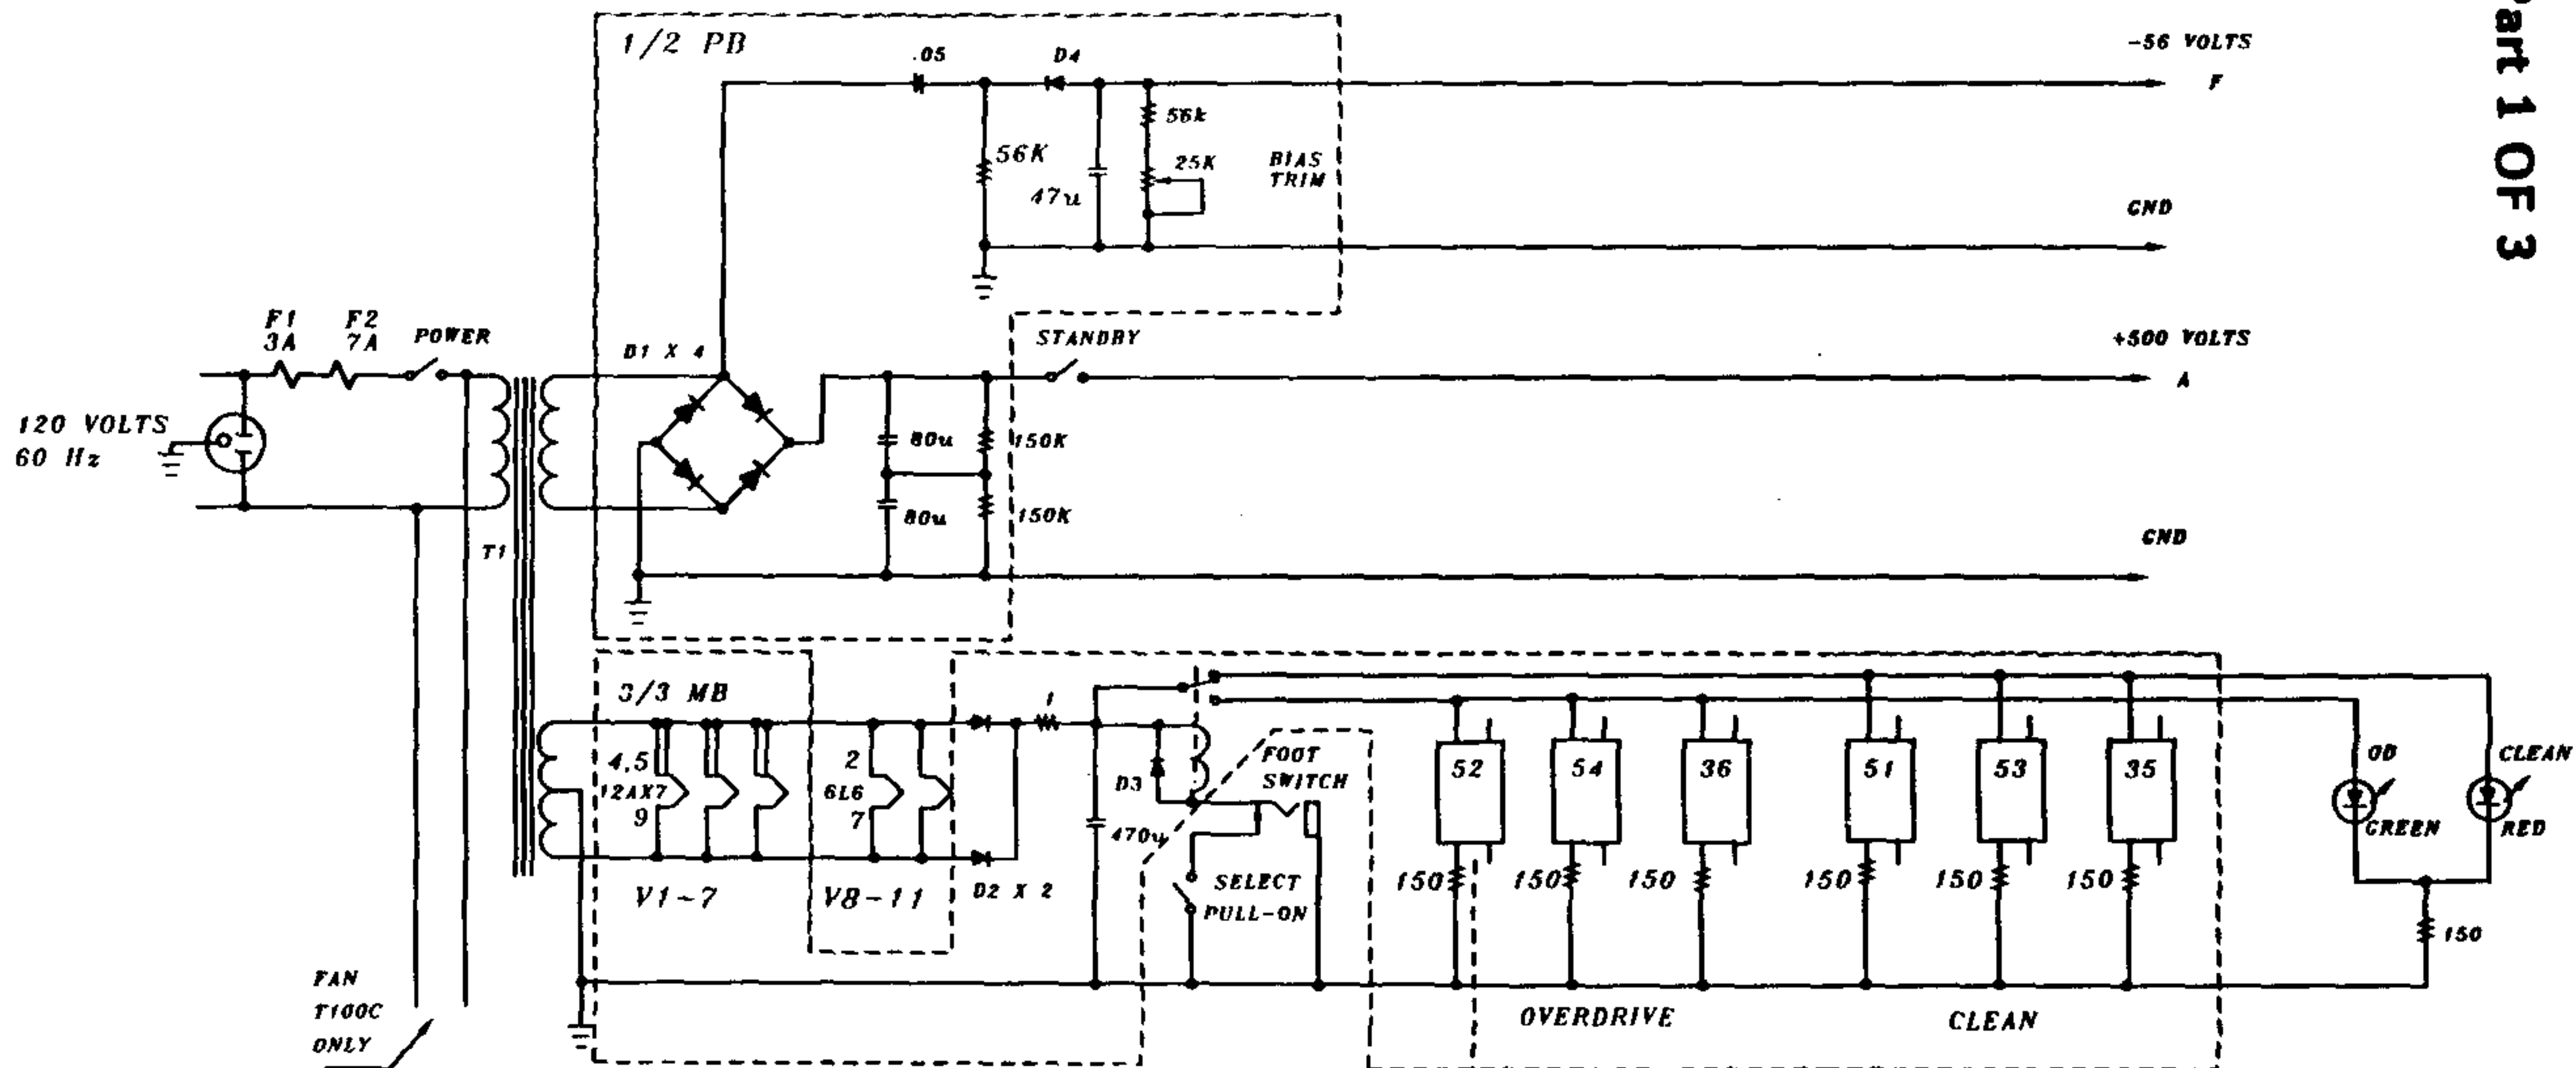 Part 1 OF 3
1/2 PB
.05
D4
-56 VOLTS
F
56K
47u
56k
25K
BIAS
TRIM
GND
F1
3A
F2
7A
POWER
D1 X 4
STANDBY
+500 VOLTS
A
120 VOLTS
60 Hz
80u
150K
80u
150K
T1
GND
3/3 MB
4,5
12AX7
9
2
6L6
7
1
D3
470u
FOOT
SWITCH
52
54
36
51
53
35
OD
CLEAN
GREEN
RED
V1-7
V8-11
D2 X 2
SELECT
PULL-ON
150
150
150
150
150
150
150
FAN
T100C
ONLY
OVERDRIVE
CLEAN